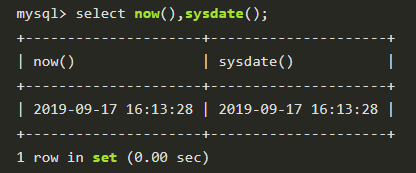 mysql> select now(),sysdate();
+---------------------+---------------------+
| now()               | sysdate()           |
+---------------------+---------------------+
| 2019-09-17 16:13:28 | 2019-09-17 16:13:28 |
+---------------------+---------------------+
1 row in set (0.00 sec)